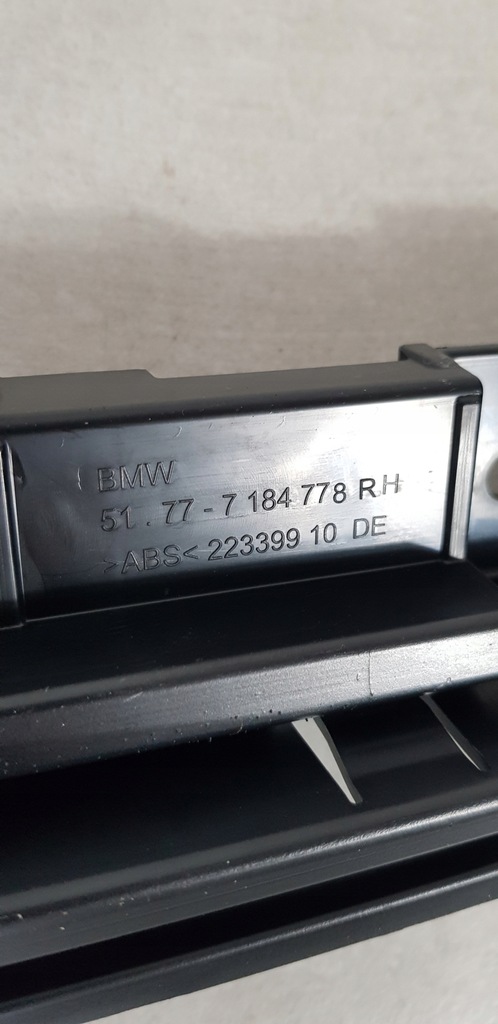 BMW
51.77-7 184 778 RH
>ABS< 223399 10 DE